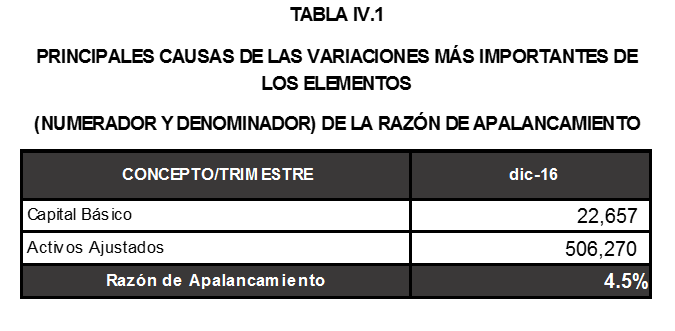 TABLA IV.1
PRINCIPALES CAUSAS DE LAS VARIACIONES MÁS IMPORTANTES DE
LOS ELEMENTOS
(NUMERADOR Y DENOMINADOR) DE LA RAZÓN DE APALANCAMIENTO
CONCEPTO/TRIMESTRE dic-16
Capital Básico 22,657
Activos Ajustados 506,270
Razón de Apalancamiento 4.5%